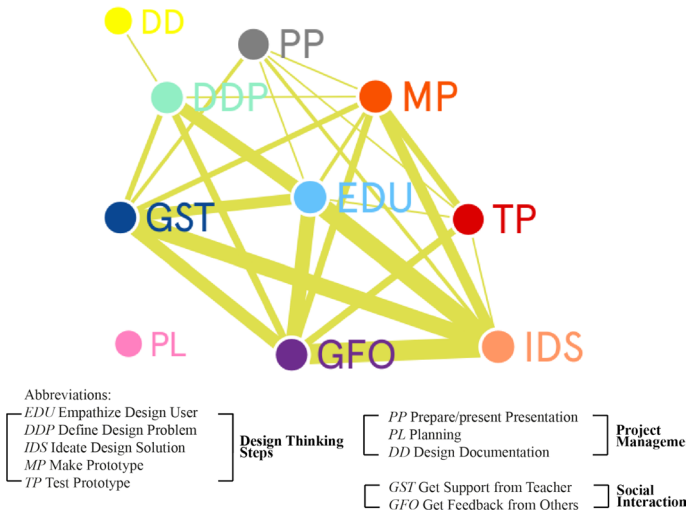 DD
PP
DDP
MP
EDU
GST
TP
PL
GFO
IDS
Abbreviations:
EDU Empathize Design User
DDP Define Design Problem
IDS Ideate Design Solution
MP Make Prototype
TP Test Prototype
Design Thinking
Steps
PP Prepare/present Presentation
PL Planning
DD Design Documentation
Project
Manageme
GST Get Support from Teacher
GFO Get Feedback from Others
Social
Interaction